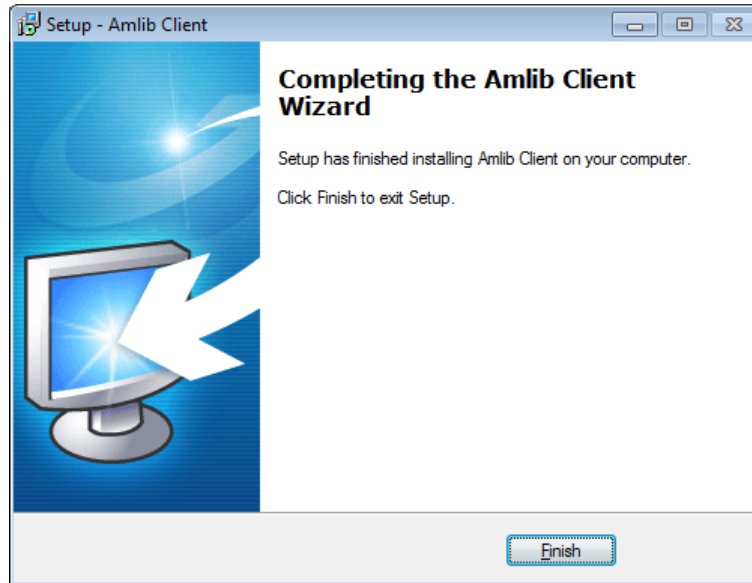 Setup - Amlib Client
Completing the Amlib Client
Wizard
Setup has finished installing Amlib Client on your computer.
Click Finish to exit Setup.
Finish